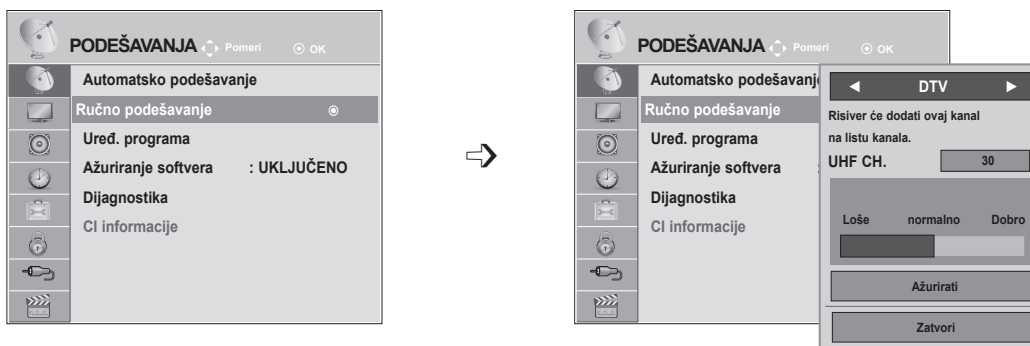 PODEŠAVANJA Pomeri OK
Automatsko podešavanje
Ručno podešavanje
Uređ. programa
Ažuriranje softvera : UKLJUČENO
Dijagnostika
CI informacije
PODEŠAVANJA Pomeri OK
Automatsko podešavanj
Ručno podešavanje
Uređ. programa
Ažuriranje softvera :
Dijagnostika
CI informacije
◄ DTV ►
Risiver će dodati ovaj kanal
na listu kanala.
UHF CH. 30
Loše normalno Dobro
Ažurirati
Zatvori